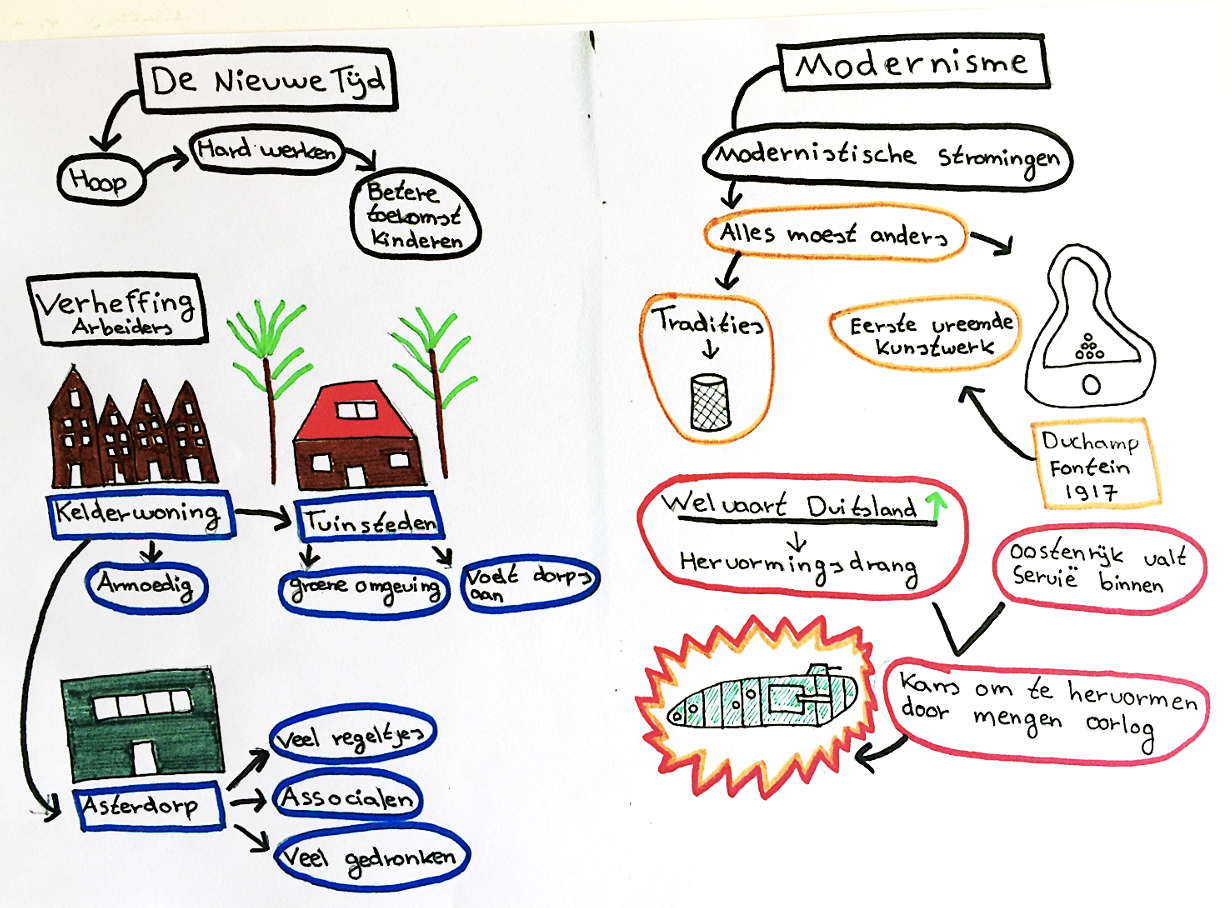 De Nieuwe Tijd
Hoop
Hard werken
Betere
toekomst
kinderen
Verheffing
Arbeiders
Kelderwoning
Tuinsteden
Armoedig
groene omgeving
Voelt dorps
aan
Asterdorp
Veel regeltjes
Associalen
Veel gedronken
Modernisme
Modernistische stromingen
Alles moest anders
Tradities
Eerste vreemde
kunstwerk
Duchamp
Fontein
1917
Welvaart Duitsland
Hervormingsdrang
Oostenrijk valt
Servië binnen
Kans om te hervormen
door mengen oorlog